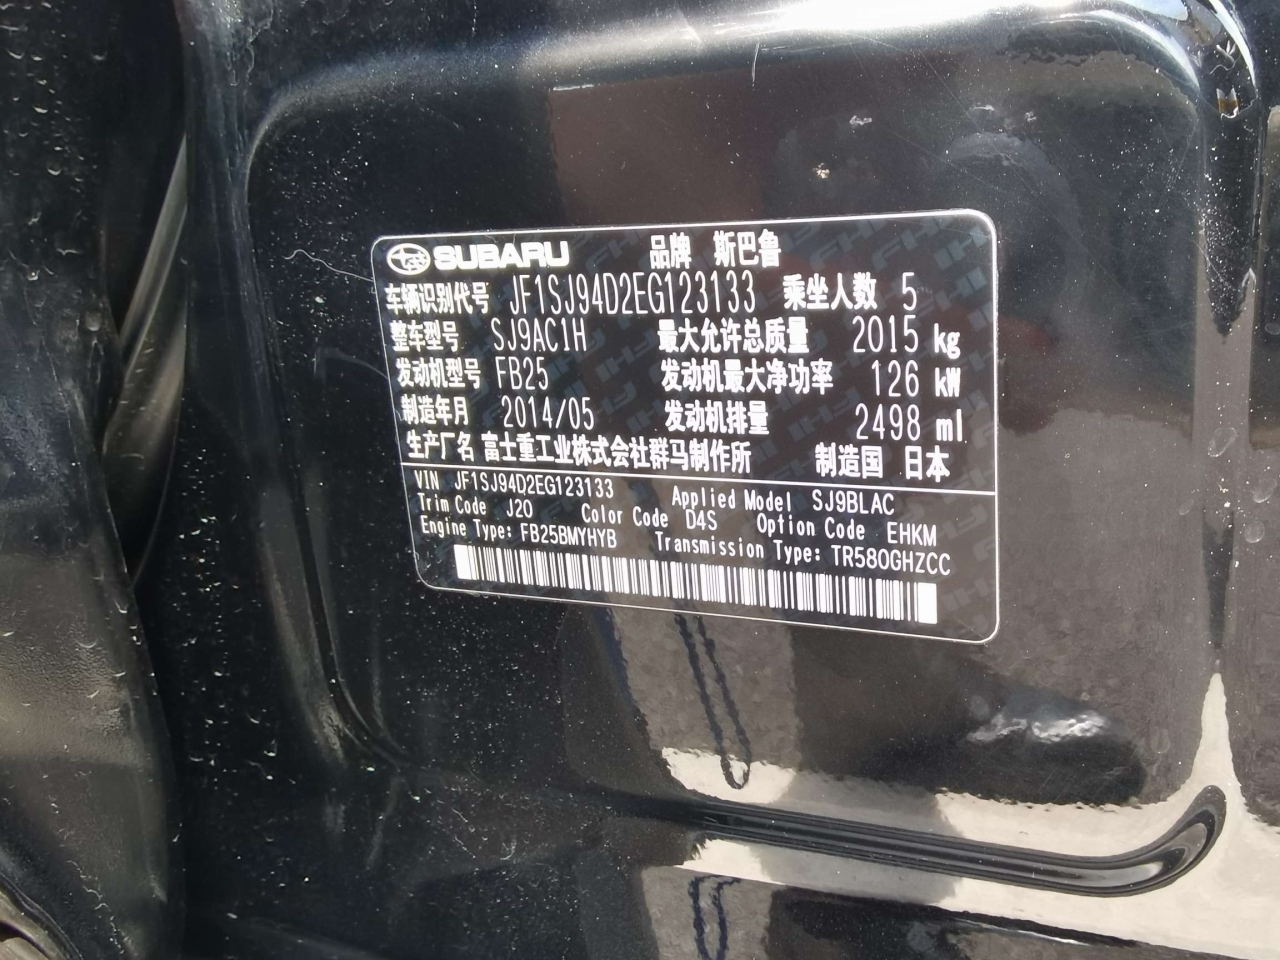 SUBARU 品牌 斯巴鲁
车辆识别代号 JF1SJ94D2EG123133 乘坐人数 5
整车型号 SJ9AC1H 最大允许总质量 2015 kg
发动机型号 FB25 发动机最大净功率 126 kW
制造年月 2014/05 发动机排量 2498 ml
生产厂名 富士重工业株式会社群马制作所 制造国 日本
VIN JF1SJ94D2EG123133 Applied Model SJ9BLAC
Trim Code J20 Color Code D4S Option Code EHKM
Engine Type: FB25BMYHYB Transmission Type: TR580GHZCC